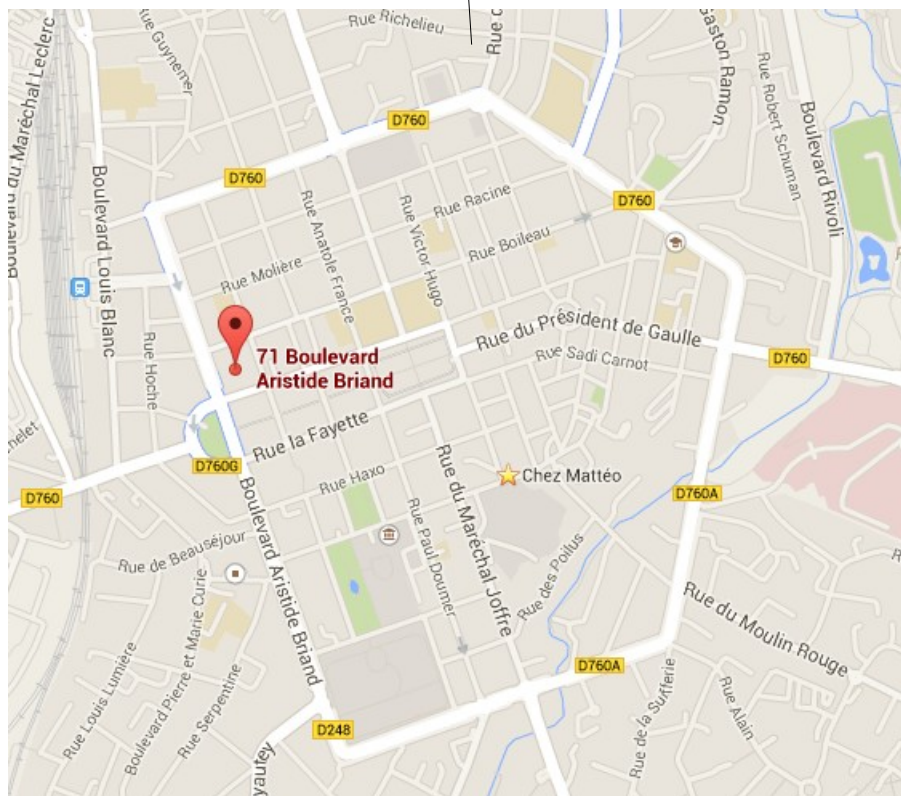 Rue Richelieu
Rue Guynemer
Boulevard du Maréchal Leclerc
Gaston Ramon
Rue Robert Schuman
Boulevard Rivoli
D760
D760
D760
Boulevard Louis Blanc
Rue Anatole France
Rue Victor Hugo
Rue Racine
Rue Boileau
Rue Molière
Rue Hoche
71 Boulevard
Aristide Briand
Rue du Président de Gaulle
Rue Sadi Carnot
D760
Rue la Fayette
D760G
D760
Rue Haxo
Chez Mattéo
D760A
Rue de Beauséjour
Boulevard Aristide Briand
Rue Paul Doumer
Rue du Maréchal Joffre
Rue des Poilus
Rue du Moulin Rouge
D760A
Rue Louis Lumière
Boulevard Pierre et Marie Curie
Rue Serpentine
D248
Rue de la Sufferie
Rue Alain